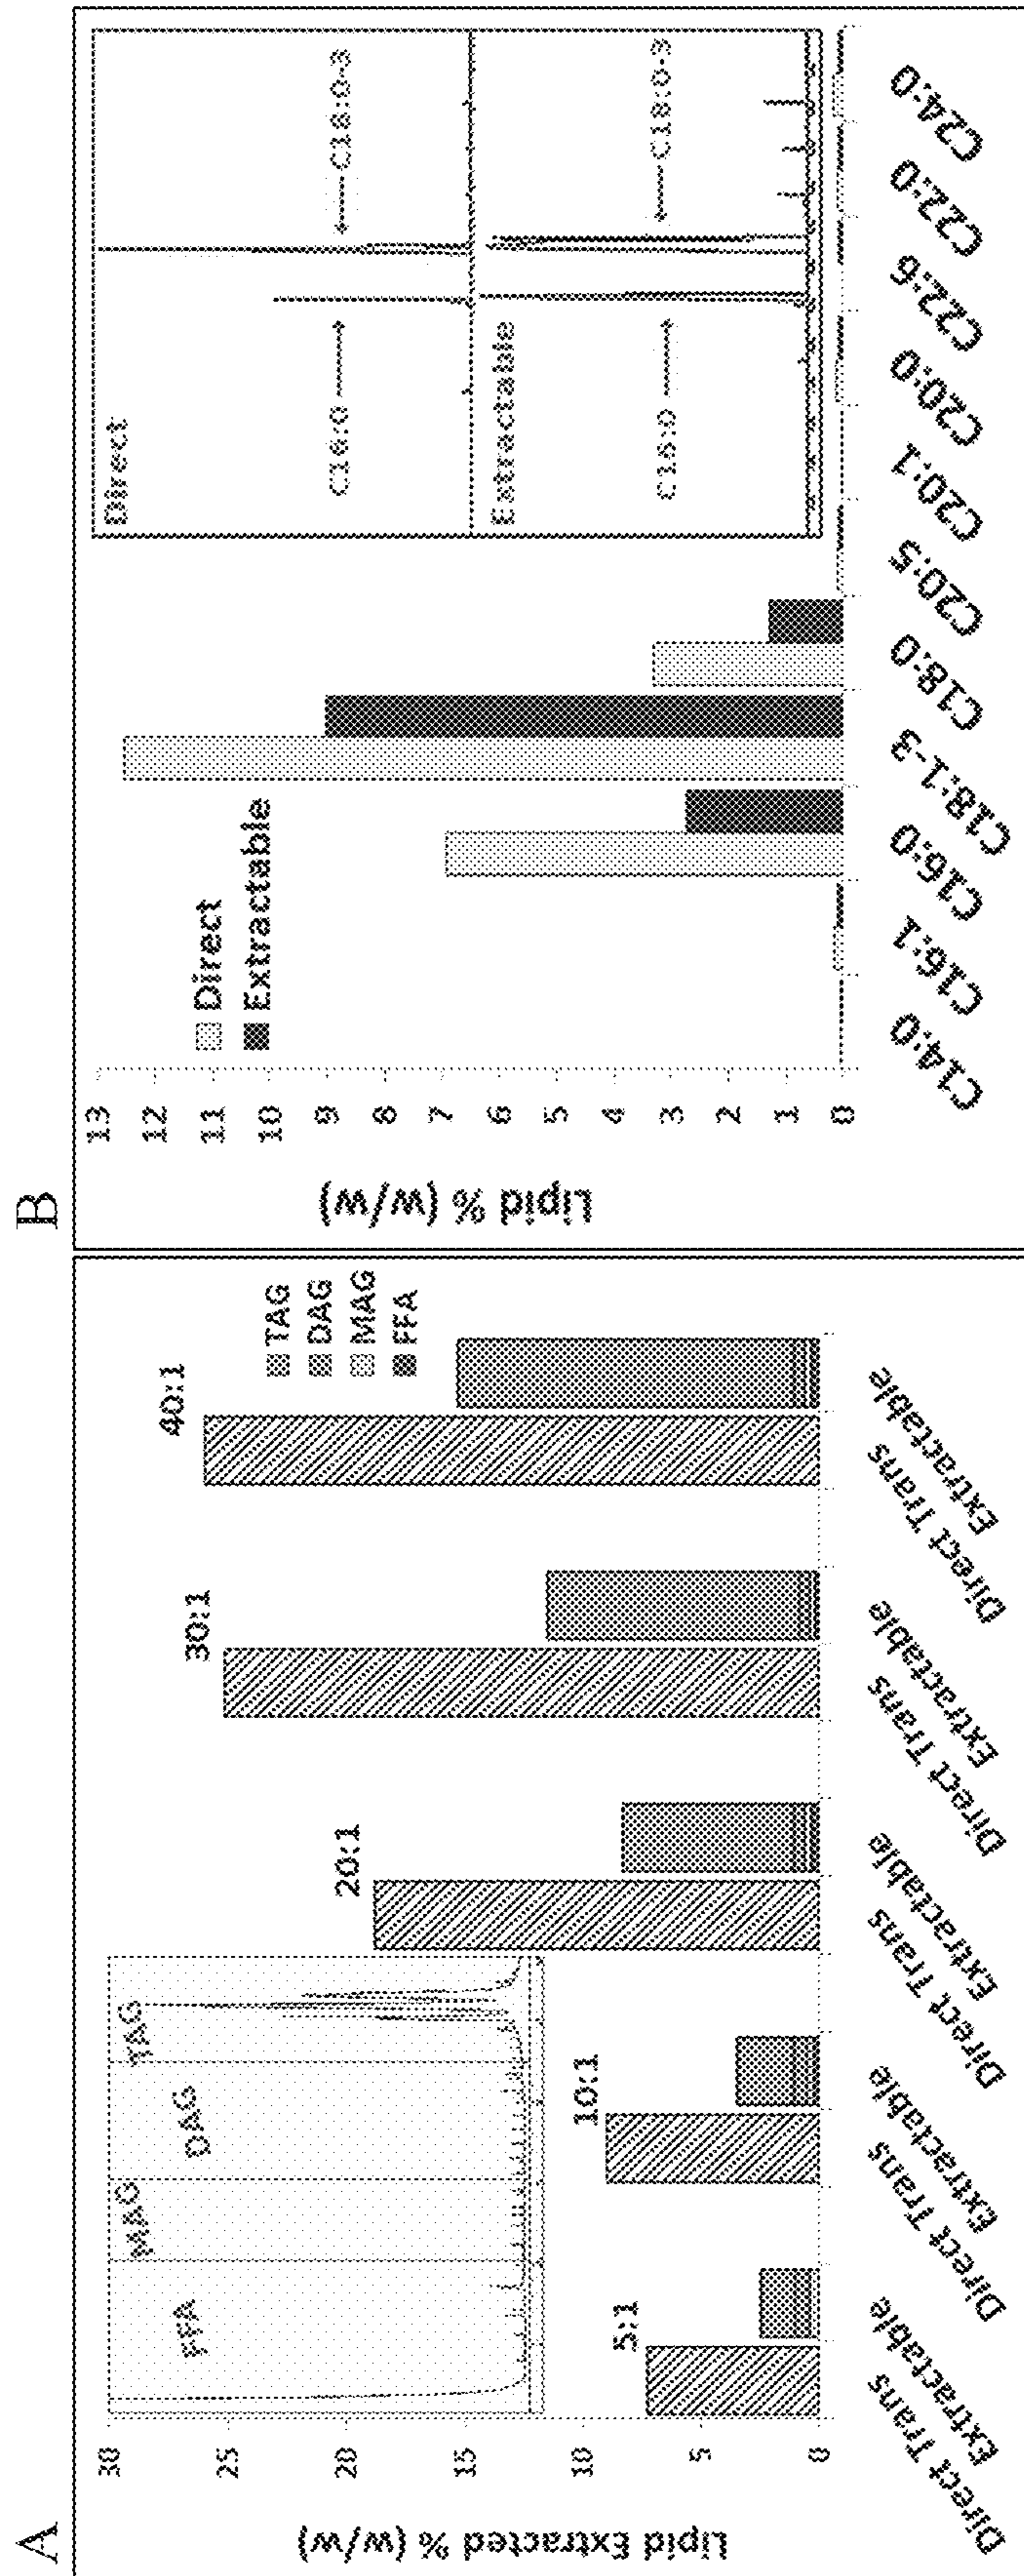 A
Lipid Extracted % (w/w)
30
25
20
15
10
5
0
FFA
MAG
DAG
TAG
5:1
10:1
20:1
30:1
40:1
TAG
DAG
MAG
FFA
Direct Trans
Extractable
Direct Trans
Extractable
Direct Trans
Extractable
Direct Trans
Extractable
Direct Trans
Extractable
B
Lipid % (w/w)
13
12
11
10
9
8
7
6
5
4
3
2
1
0
Direct
Extractable
Direct
C16:0
C18:0-3
Extractable
C16:0
C18:0-3
C14:0
C16:1
C16:0
C18:1-3
C18:0
C20:5
C20:1
C20:0
C22:6
C22:0
C24:0